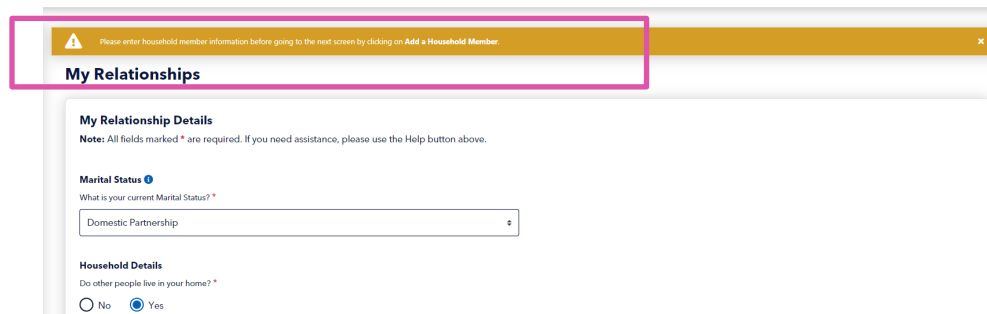 Please enter household member information before going to the next screen by clicking on Add a Household Member.
My Relationships
My Relationship Details
Note: All fields marked * are required. If you need assistance, please use the Help button above.
Marital Status
What is your current Marital Status? *
Domestic Partnership
Household Details
Do other people live in your home? *
No Yes